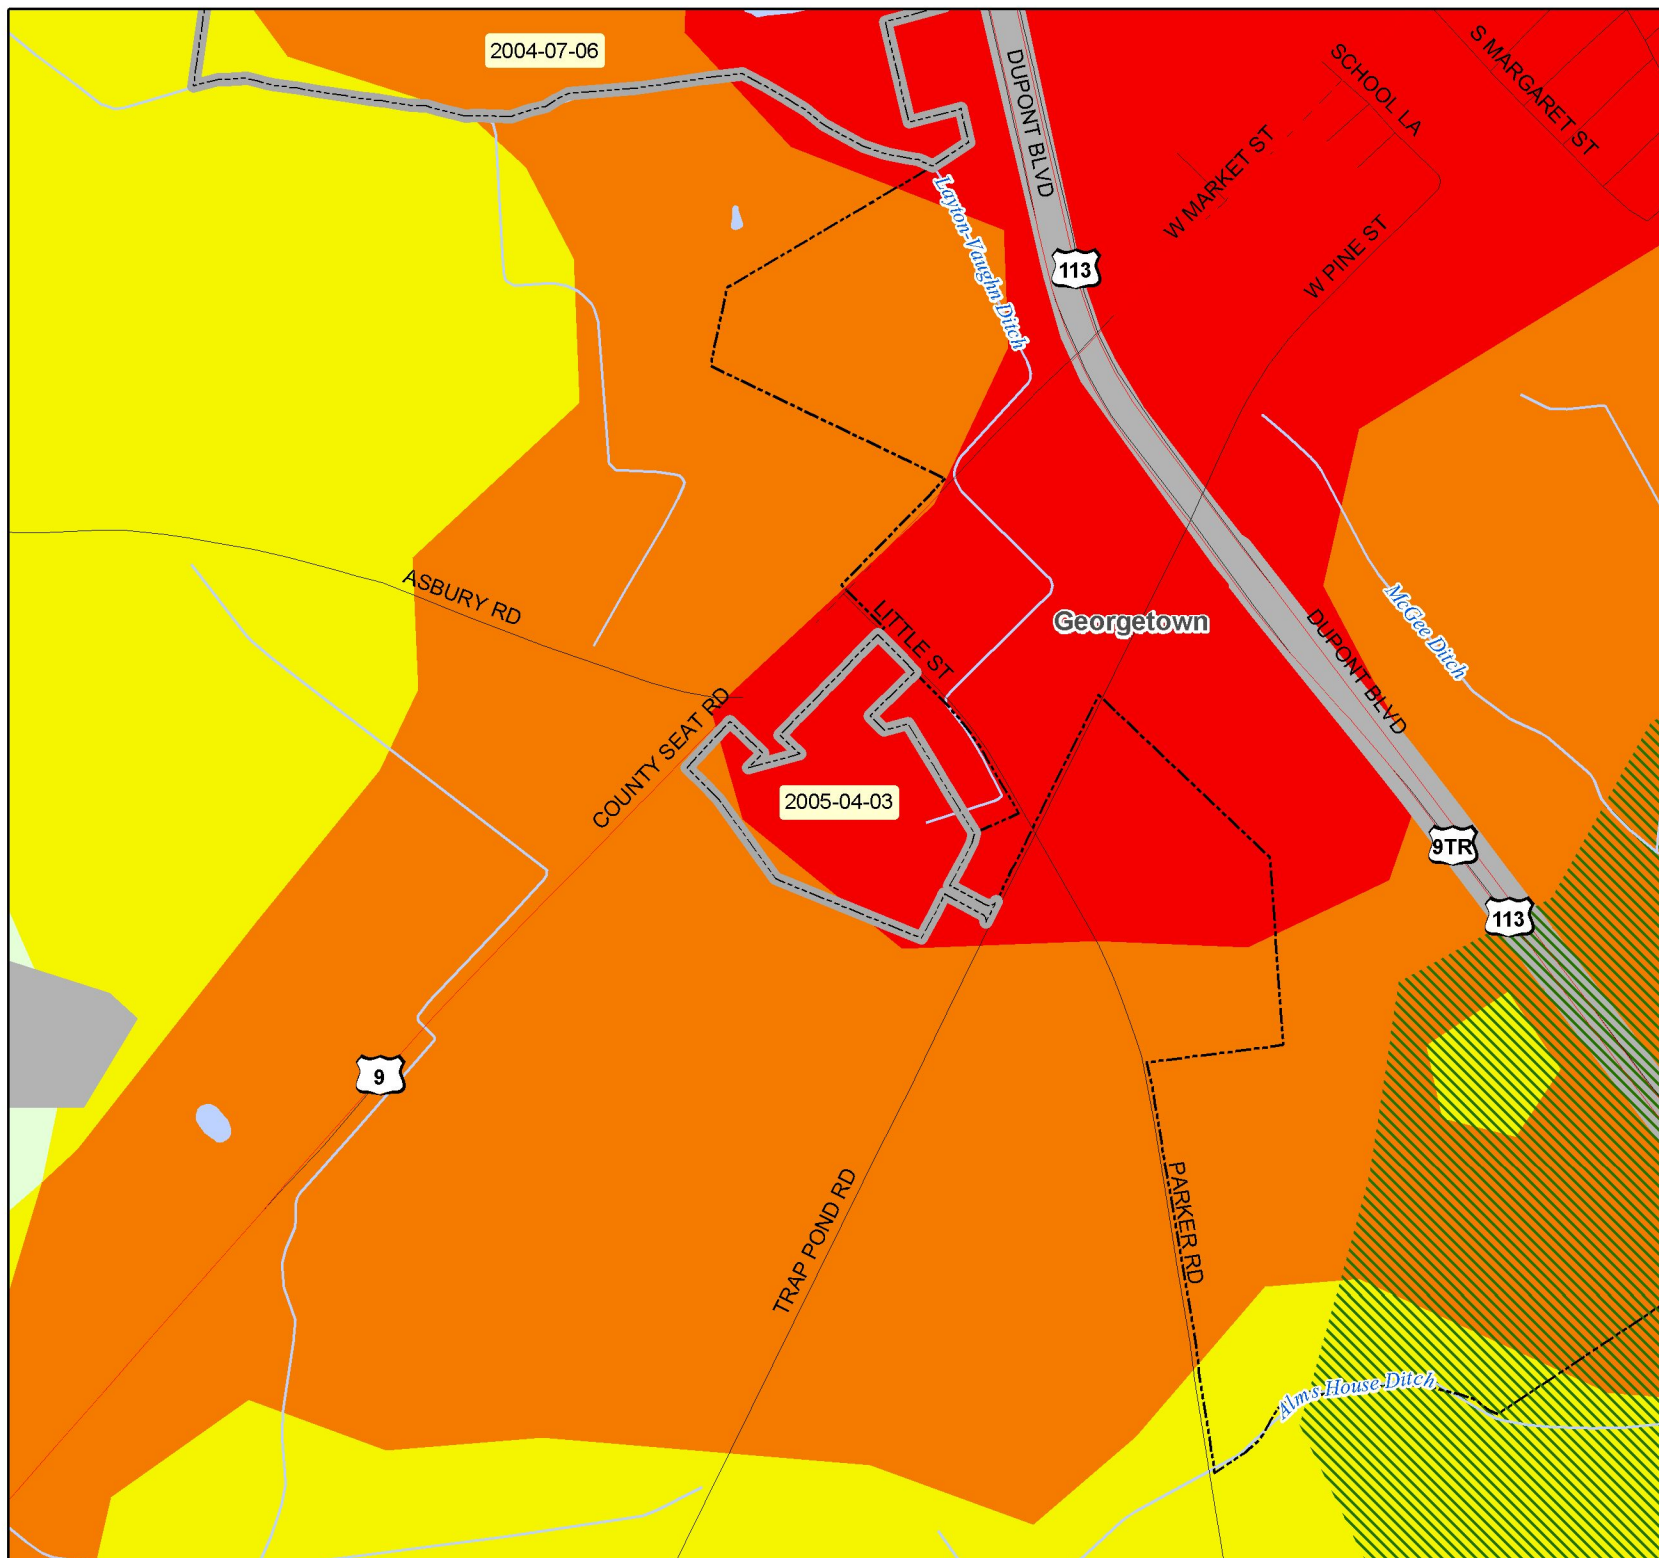 2004-07-06
DUPONT BLVD
S MARGARET ST
SCHOOL LA
W MARKET ST
W PINE ST
Layton-Vaughn Ditch
113
ASBURY RD
LITTLE ST
Georgetown
McGee Ditch
DUPONT BLVD
COUNTY SEAT RD
2005-04-03
9TR
113
9
TRAP POND RD
PARKER RD
Alms House Ditch